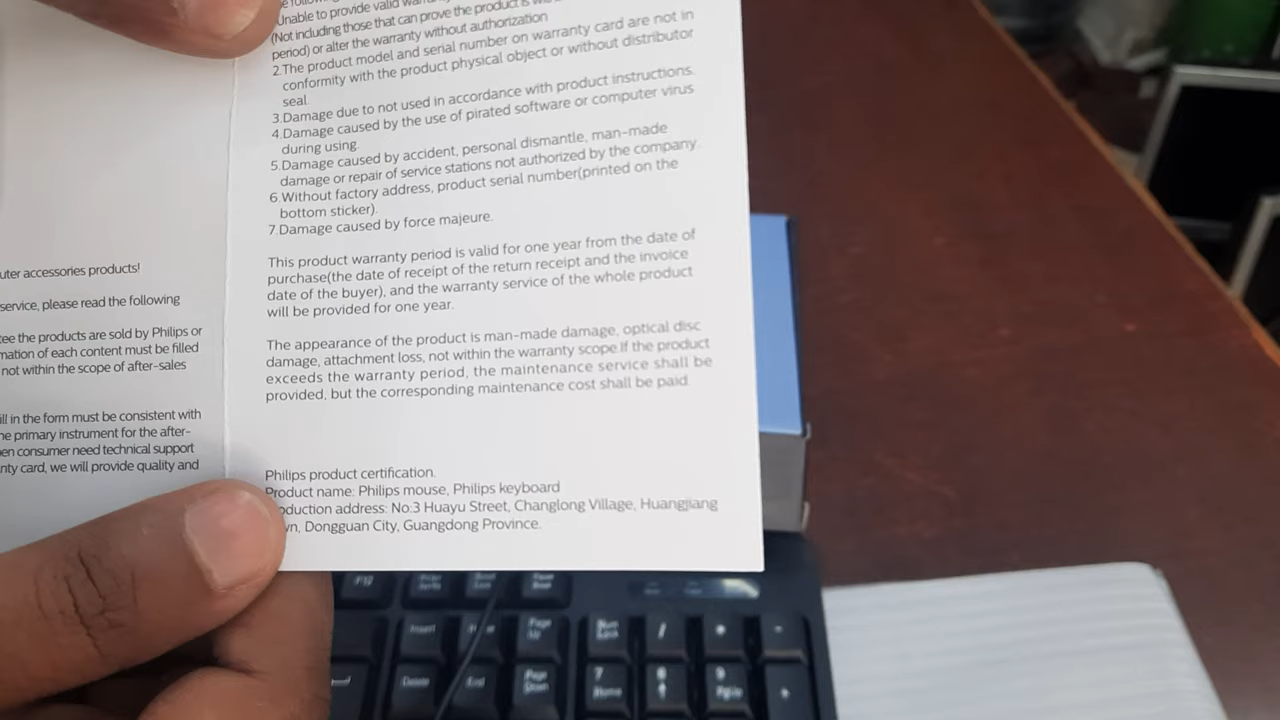 uter accessories products!
service, please read the following
tee the products are sold by Philips or
mation of each content must be filled
not within the scope of after-sales
ill in the form must be consistent with
he primary instrument for the after-
en consumer need technical support
nty card, we will provide quality and
Unable to provide valid
(Not including those that can prove the product is
period) or alter the warranty without authorization
2.The product model and serial number on warranty card are not in
conformity with the product physical object or without distributor
seal.
3.Damage due to not used in accordance with product instructions.
4.Damage caused by the use of pirated software or computer virus
during using.
5.Damage caused by accident, personal dismantle, man-made
damage or repair of service stations not authorized by the company.
6.Without factory address, product serial number(printed on the
bottom sticker).
7.Damage caused by force majeure.
This product warranty period is valid for one year from the date of
purchase(the date of receipt of the return receipt and the invoice
date of the buyer), and the warranty service of the whole product
will be provided for one year.
The appearance of the product is man-made damage, optical disc
damage, attachment loss, not within the warranty scope.If the product
exceeds the warranty period, the maintenance service shall be
provided, but the corresponding maintenance cost shall be paid.
Philips product certification.
Product name: Philips mouse, Philips keyboard
oduction address: No.3 Huayu Street, Changlong Village, Huangjiang
wn, Dongguan City, Guangdong Province.
F12
Insert Page Up Num Lock / * -
Delete End Page Down 7 Home 8 9 PgUp +